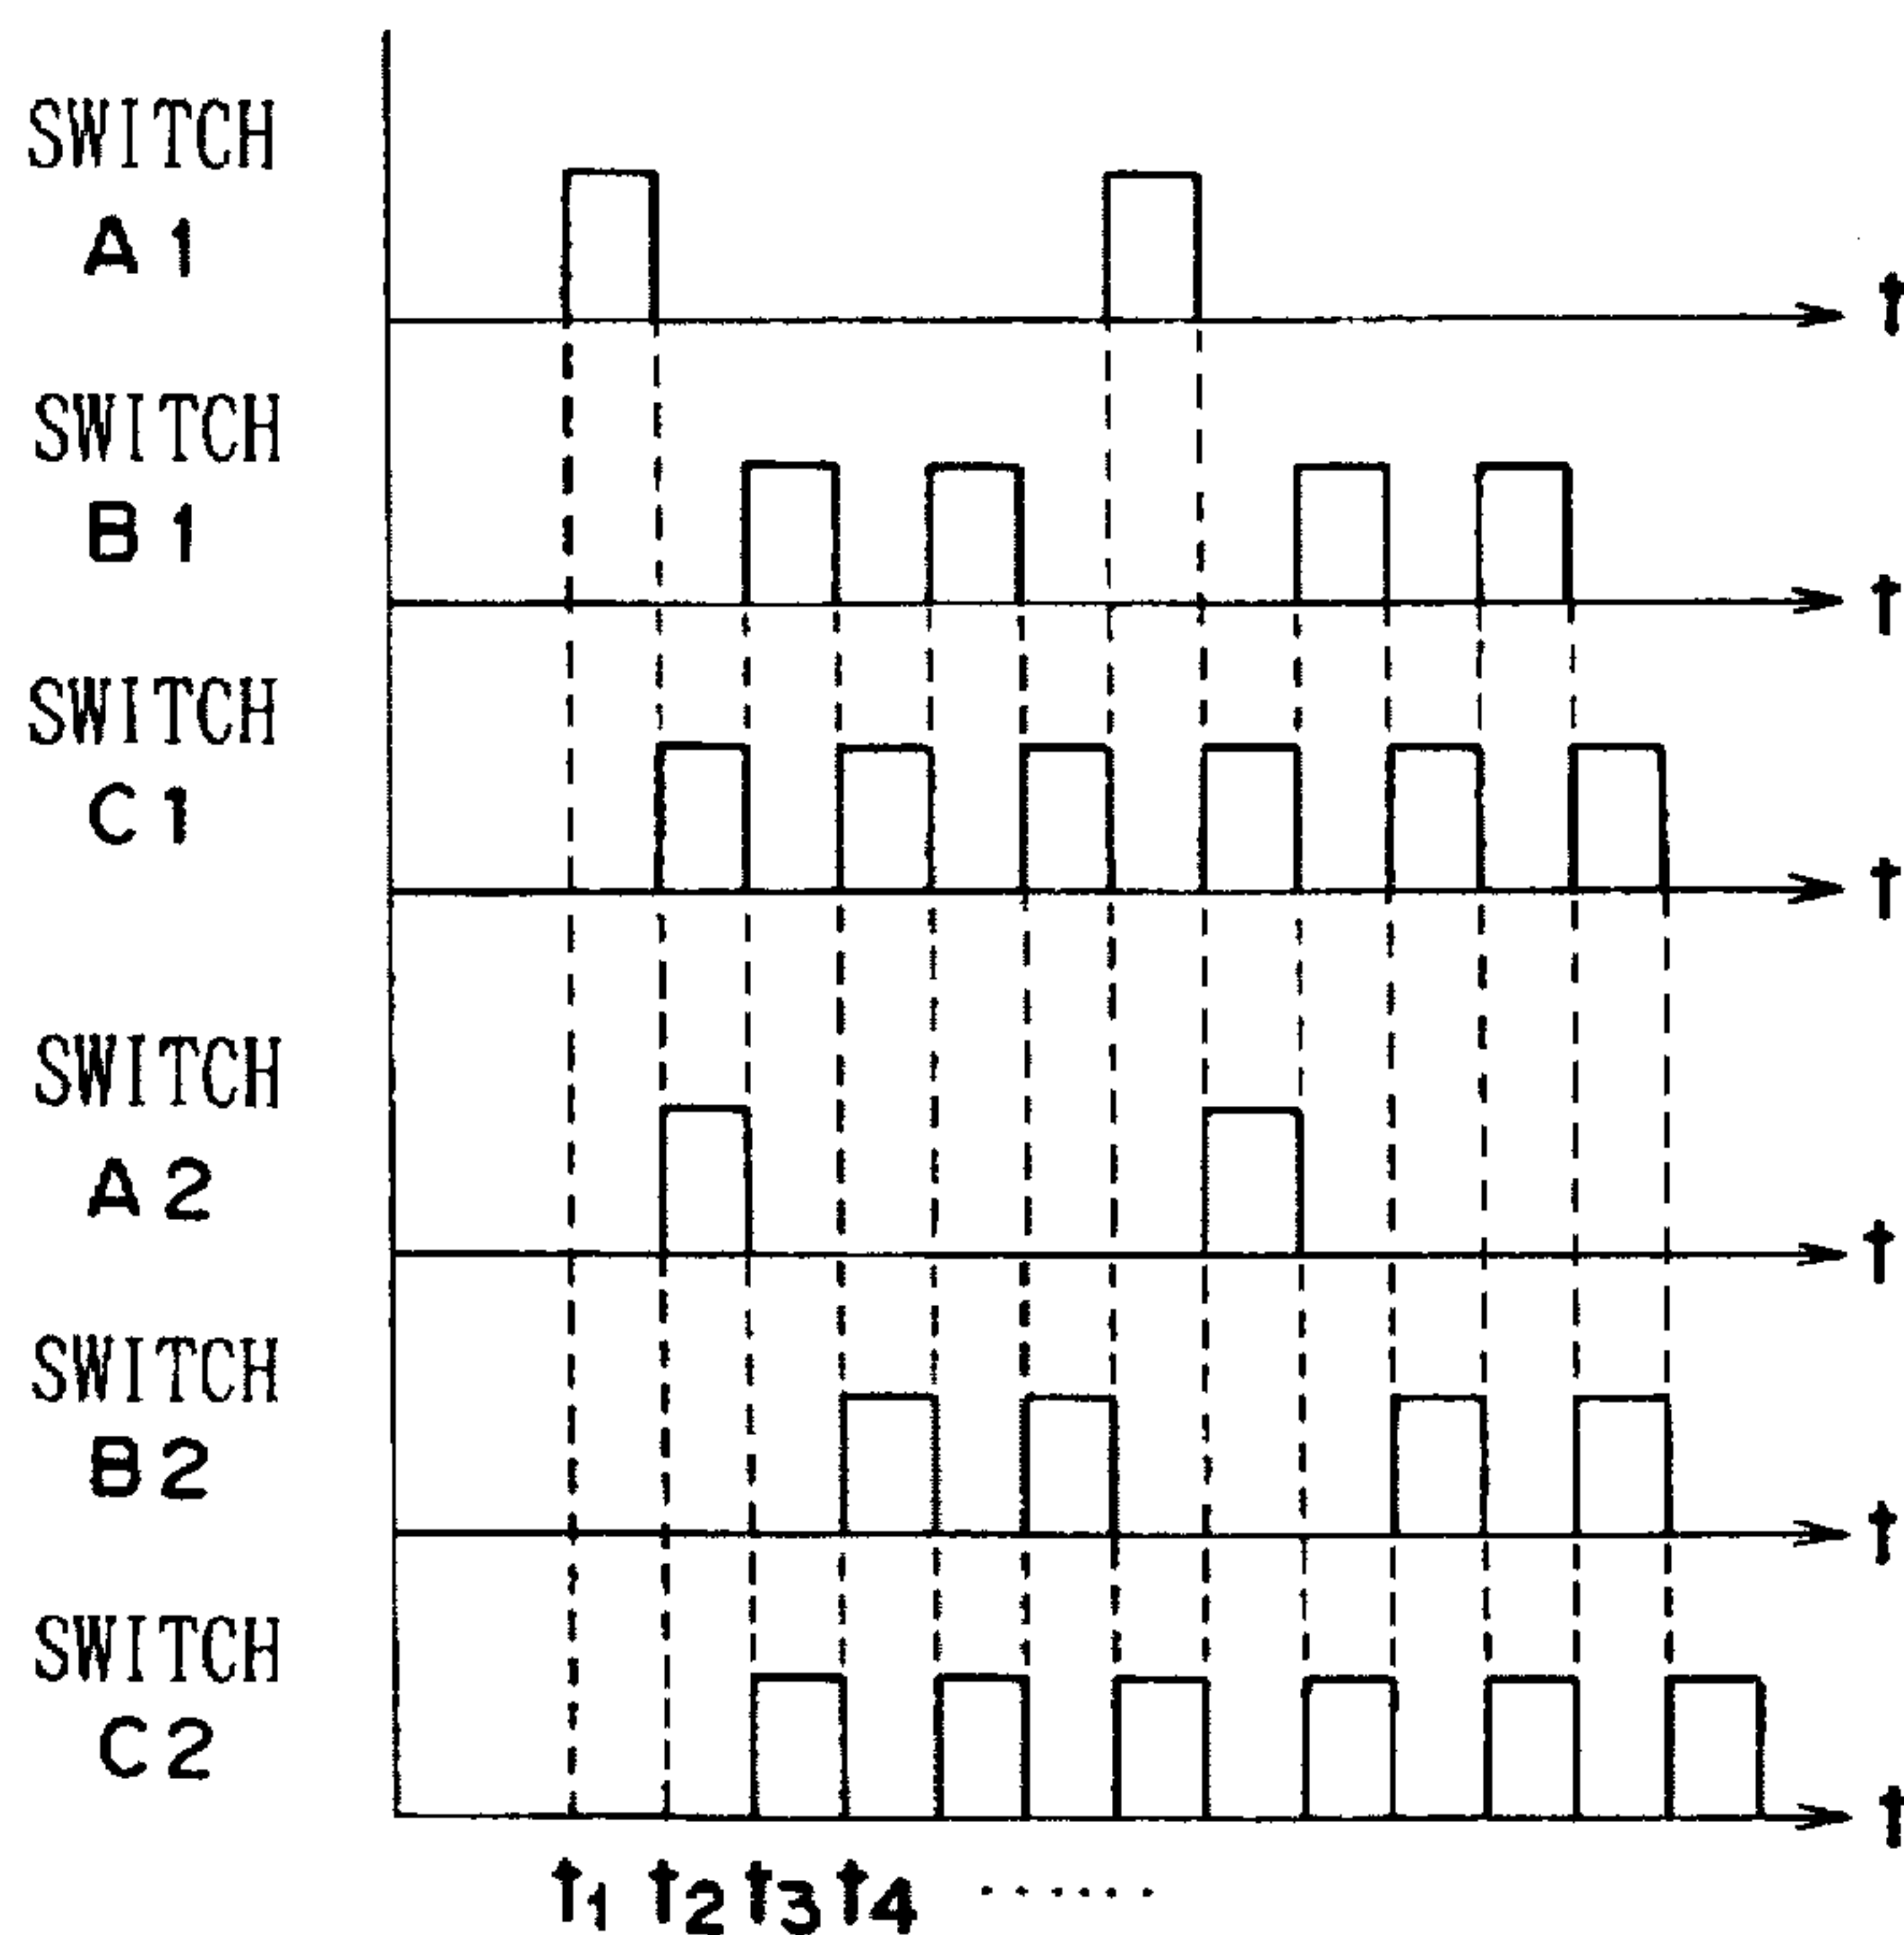 SWITCH
A1
t
SWITCH
B1
t
SWITCH
C1
t
SWITCH
A2
t
SWITCH
B2
t
SWITCH
C2
t
t1 t2 t3 t4 ......